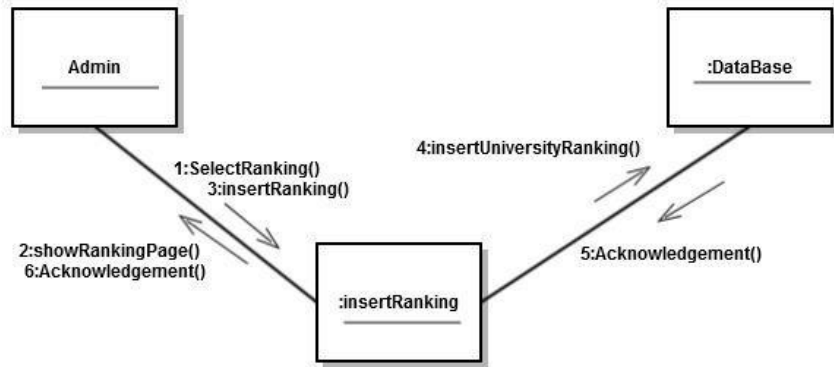 Admin
:DataBase
4:insertUniversityRanking()
1:SelectRanking()
3:insertRanking()
2:showRankingPage()
6:Acknowledgement()
5:Acknowledgement()
:insertRanking